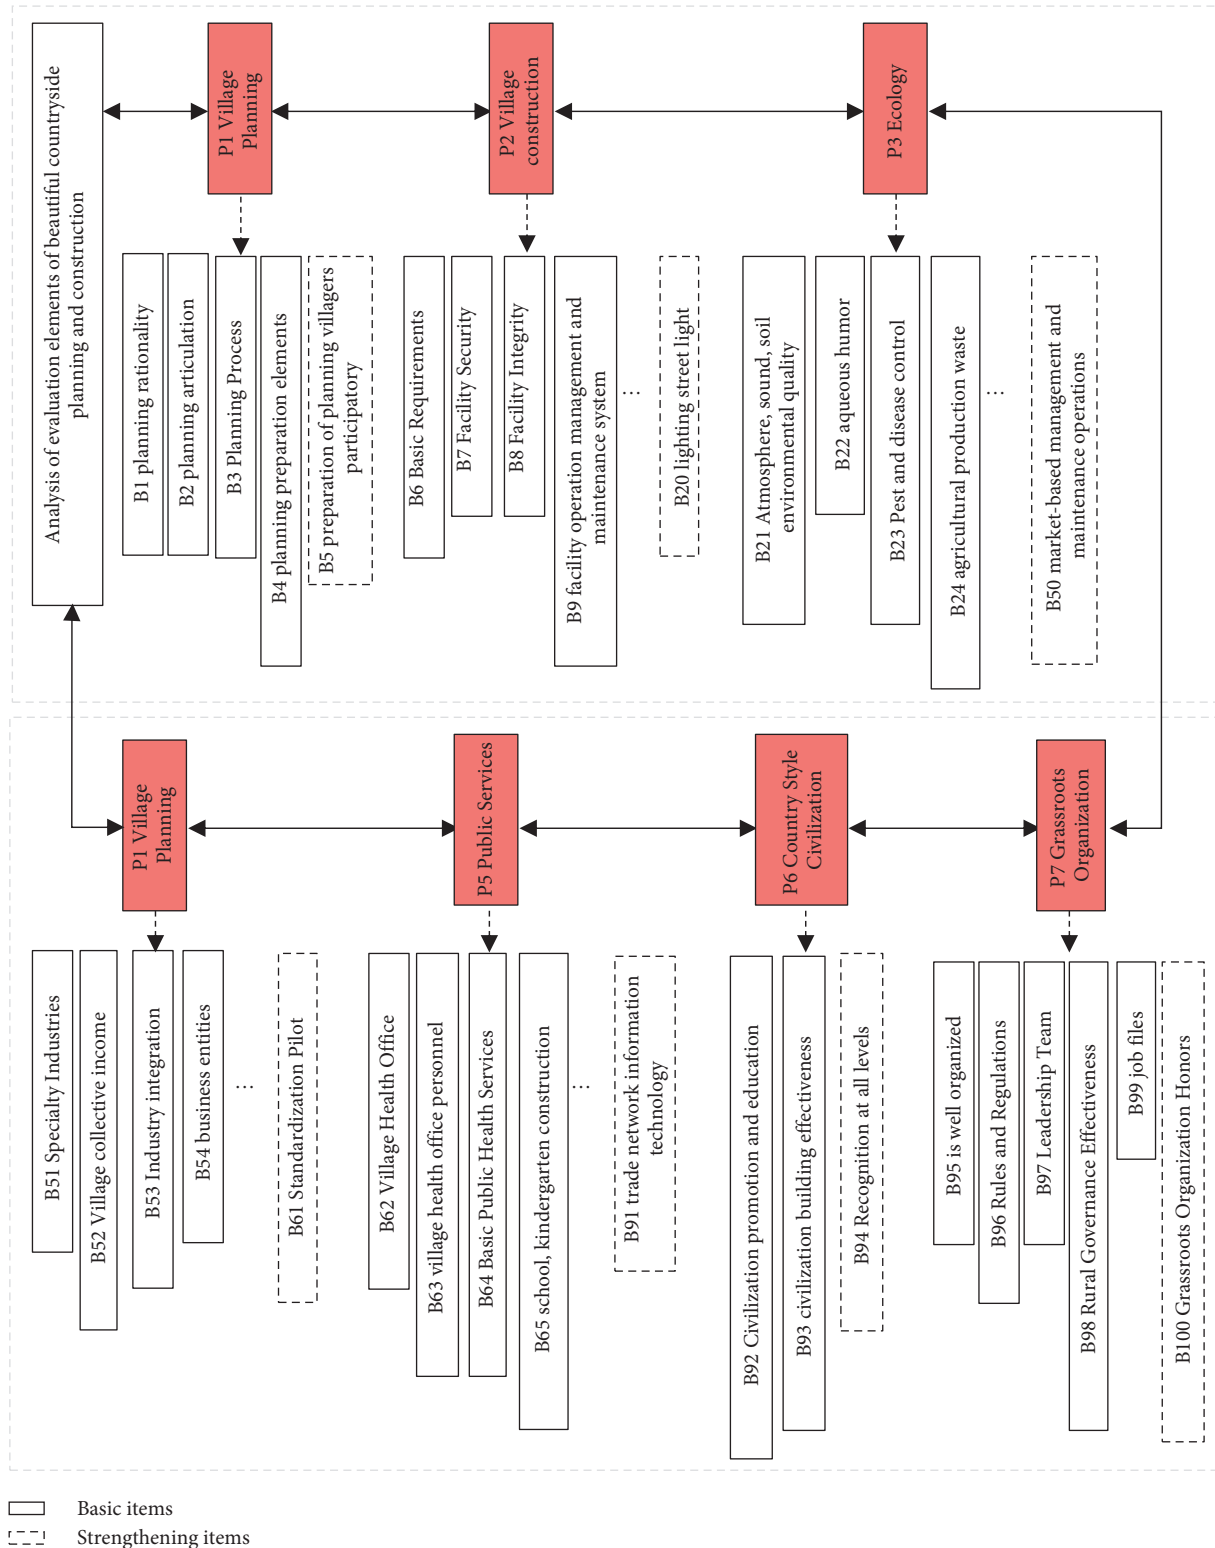 Analysis of evaluation elements of beautiful countryside
planning and construction
P1 Village
Planning
B1 planning rationality
B2 planning articulation
B3 Planning Process
B4 planning preparation elements
B5 preparation of planning villagers
participatory
P2 Village
construction
B6 Basic Requirements
B7 Facility Security
B8 Facility Integrity
B9 facility operation management and
maintenance system
...
B20 lighting street light
P3 Ecology
B21 Atmosphere, sound, soil
environmental quality
B22 aqueous humor
B23 Pest and disease control
B24 agricultural production waste
...
B50 market-based management and
maintenance operations
P1 Village
Planning
B51 Specialty Industries
B52 Village collective income
B53 Industry integration
B54 business entities
...
B61 Standardization Pilot
P5 Public Services
B62 Village Health Office
B63 village health office personnel
B64 Basic Public Health Services
B65 school, kindergarten construction
...
B91 trade network information
technology
P6 Country Style
Civilization
B92 Civilization promotion and education
B93 civilization building effectiveness
B94 Recognition at all levels
P7 Grassroots
Organization
B95 is well organized
B96 Rules and Regulations
B97 Leadership Team
B98 Rural Governance Effectiveness
B99 job files
B100 Grassroots Organization Honors
Basic items
Strengthening items